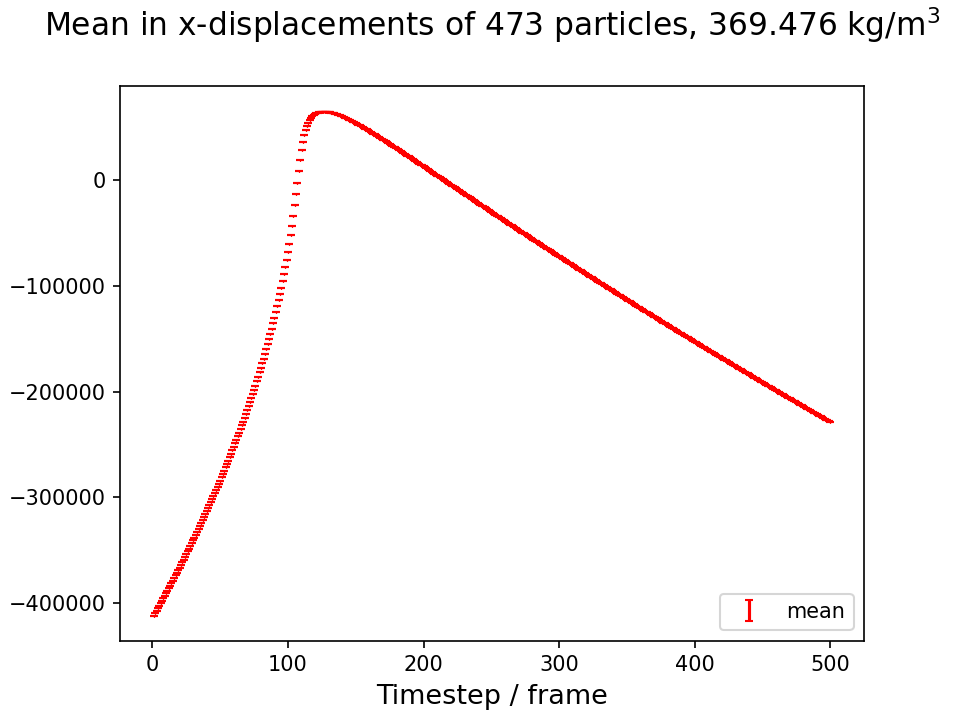 Mean in x-displacements of 473 particles, 369.476 kg/m³
0
−100000
−200000
−300000
−400000
mean
0 100 200 300 400 500
Timestep / frame